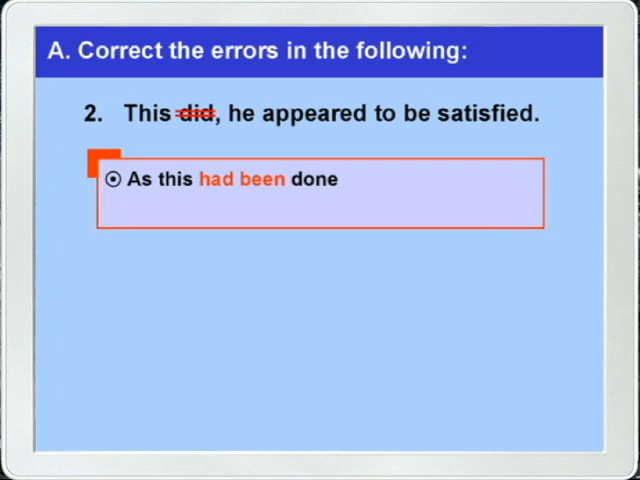 A. Correct the errors in the following:
2. This did, he appeared to be satisfied.
As this had been done